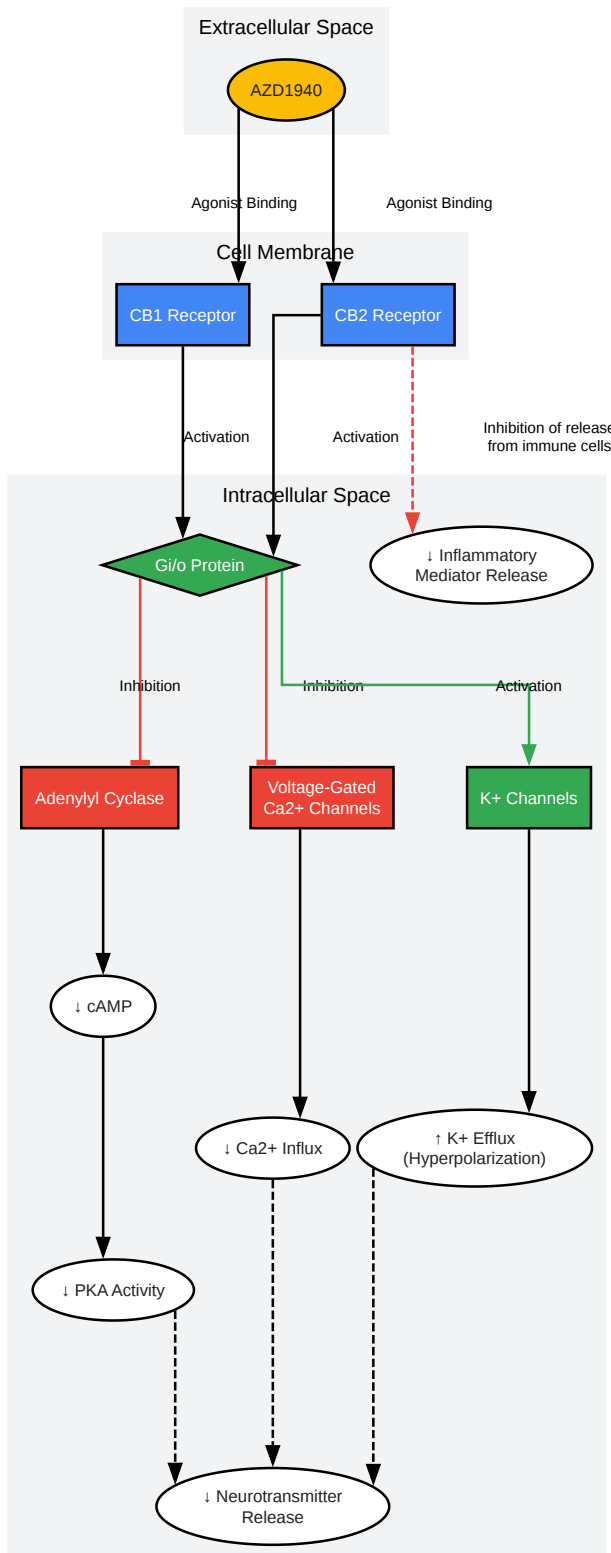 Extracellular Space
AZD1940
Agonist Binding
Agonist Binding
Cell Membrane
CB1 Receptor
CB2 Receptor
Activation
Activation
Inhibition of release
from immune cells
Intracellular Space
Gi/o Protein
↓ Inflammatory
Mediator Release
Inhibition
Inhibition
Activation
Adenylyl Cyclase
Voltage-Gated
Ca2+ Channels
K+ Channels
↓ cAMP
↓ Ca2+ Influx
↑ K+ Efflux
(Hyperpolarization)
↓ PKA Activity
↓ Neurotransmitter
Release